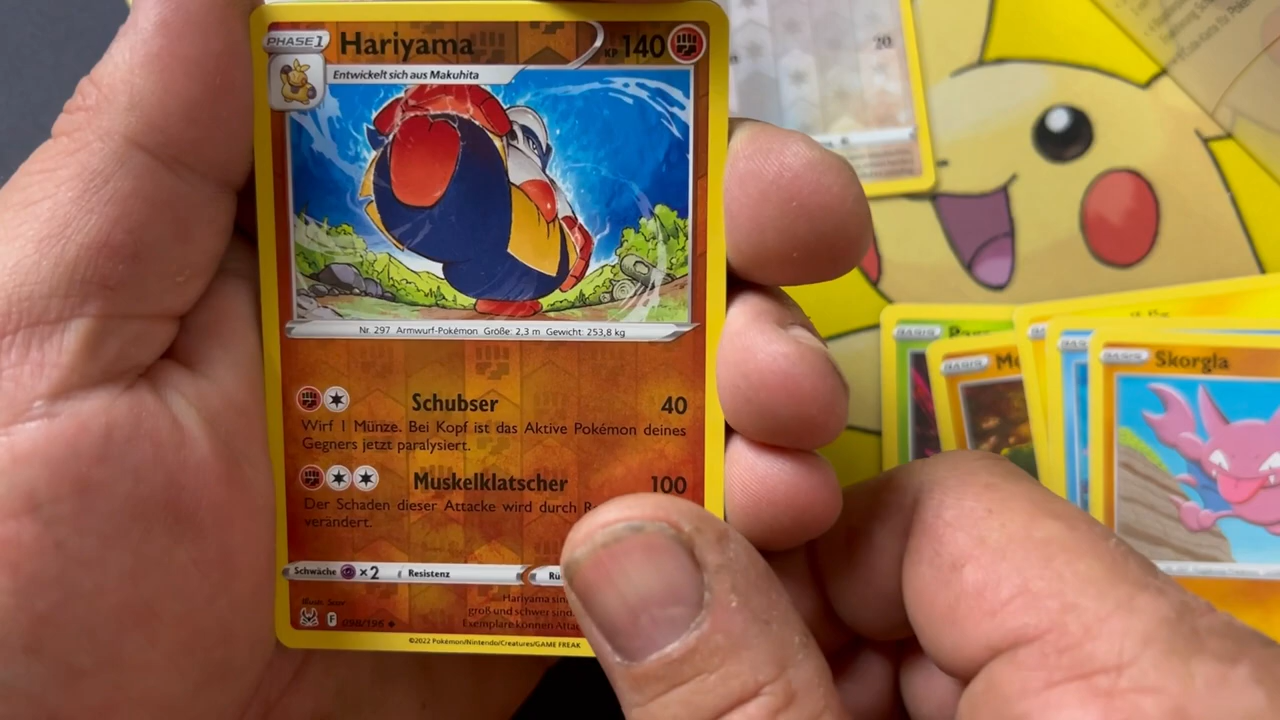 PHASE 1 Hariyama KP 140
Entwickelt sich aus Makuhita
Nr. 297 Armwurf-Pokémon Größe: 2,3 m Gewicht: 253,8 kg
Schubser 40
Wirf 1 Münze. Bei Kopf ist das Aktive Pokémon deines
Gegners jetzt paralysiert.
Muskelklatscher 100
Der Schaden dieser Attacke wird durch
verändert.
Schwäche ×2 Resistenz
Hariyama
groß und schwer sind.
Exemplare können
F 098/196
©2022 Pokémon/Nintendo/Creatures/GAME FREAK
20
BASIS
BASIS
BASIS Skorgla